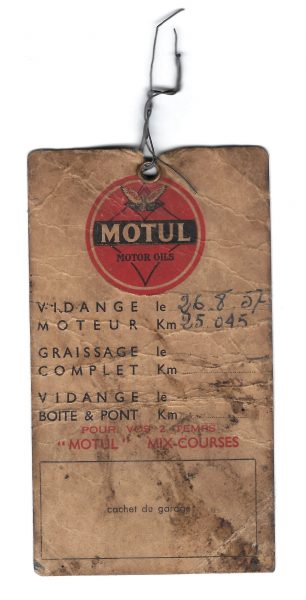 MOTUL
MOTOR OILS
VIDANGE le 26.8.57
MOTEUR Km 25 045
GRAISSAGE le
COMPLET Km
VIDANGE le
BOITE & PONT Km
POUR VOS 2 TEMPS
"MOTUL" MIX-COURSES
cachet du garage